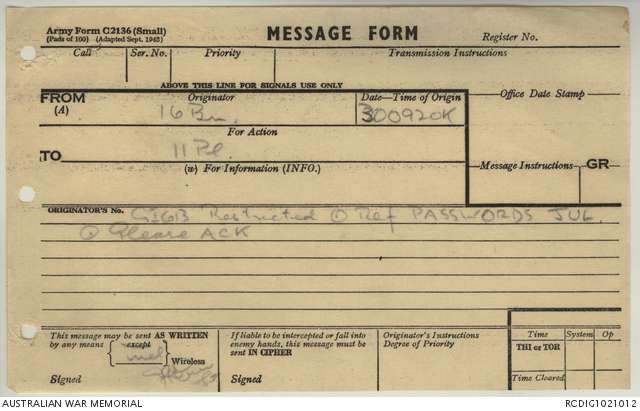 Army Form C2136 (Small)
(Pads of 100) (Adapted Sept. 1943)
MESSAGE FORM
Register No.
Call Ser. No. Priority Transmission Instructions
ABOVE THIS LINE FOR SIGNALS USE ONLY
FROM
(A)
Originator
16 Bn.
Date—Time of Origin
300920K
Office Date Stamp
For Action
TO
11 Pl.
(w) For Information (INFO.)
Message Instructions GR
ORIGINATOR'S No. Restricted Ⓞ Ref PASSWORDS JUL
Ⓞ Please ACK
This message may be sent AS WRITTEN
by any means except
Wireless
Signed
If liable to be intercepted or fall into
enemy hands, this message must be
sent IN CIPHER
Signed
Originator's Instructions
Degree of Priority
Time System Op
THI or TOR
Time Cleared
AUSTRALIAN WAR MEMORIAL
RCDIG1021012